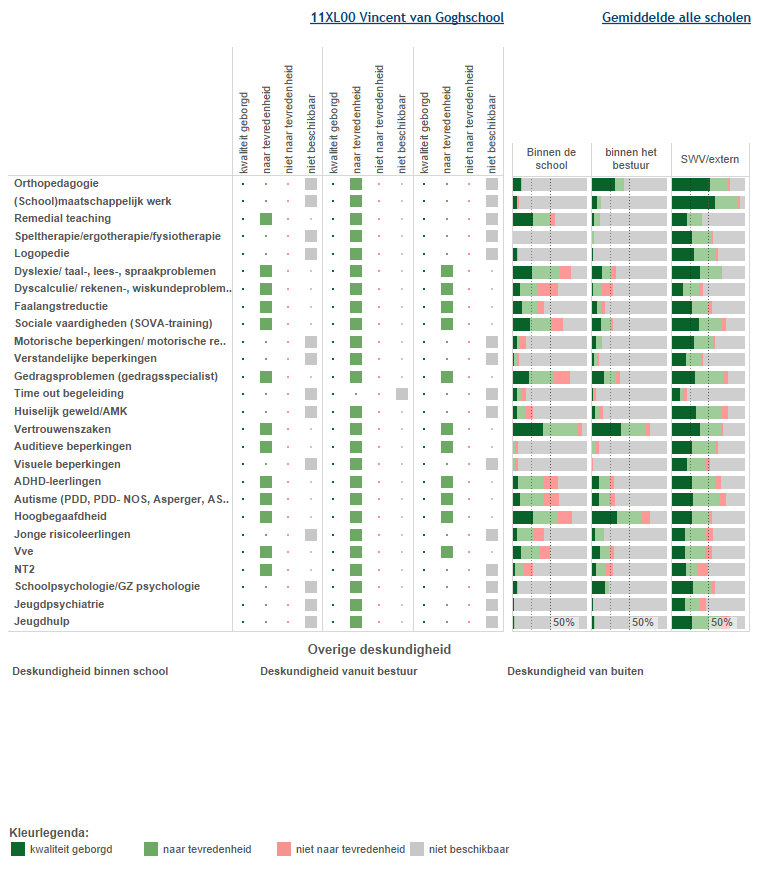 11XL00 Vincent van Goghschool
Gemiddelde alle scholen
kwaliteit geborgd
naar tevredenheid
niet naar tevredenheid
niet beschikbaar
kwaliteit geborgd
naar tevredenheid
niet naar tevredenheid
niet beschikbaar
kwaliteit geborgd
naar tevredenheid
niet naar tevredenheid
niet beschikbaar
Binnen de school
binnen het bestuur
SWV/extern
Orthopedagogie
(School)maatschappelijk werk
Remedial teaching
Speltherapie/ergotherapie/fysiotherapie
Logopedie
Dyslexie/ taal-, lees-, spraakproblemen
Dyscalculie/ rekenen-, wiskundeproblem..
Faalangstreductie
Sociale vaardigheden (SOVA-training)
Motorische beperkingen/ motorische re..
Verstandelijke beperkingen
Gedragsproblemen (gedragsspecialist)
Time out begeleiding
Huiselijk geweld/AMK
Vertrouwenszaken
Auditieve beperkingen
Visuele beperkingen
ADHD-leerlingen
Autisme (PDD, PDD- NOS, Asperger, AS..
Hoogbegaafdheid
Jonge risicoleerlingen
Vve
NT2
Schoolpsychologie/GZ psychologie
Jeugdpsychiatrie
Jeugdhulp 50% 50% 50%
Overige deskundigheid
Deskundigheid binnen school Deskundigheid vanuit bestuur Deskundigheid van buiten
Kleurlegenda:
kwaliteit geborgd naar tevredenheid niet naar tevredenheid niet beschikbaar